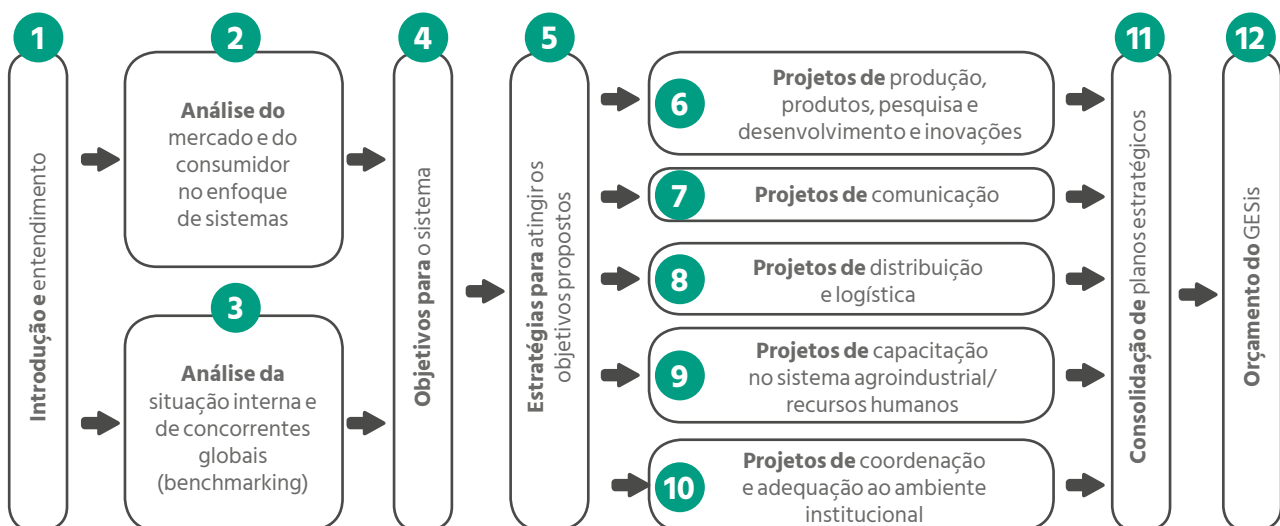 1
Introdução e entendimento
2
Análise do
mercado e do
consumidor
no enfoque
de sistemas
3
Análise da
situação interna e
de concorrentes
globais
(benchmarking)
4
Objetivos para o sistema
5
Estratégias para atingir os
objetivos propostos
6
Projetos de produção,
produtos, pesquisa e
desenvolvimento e inovações
7
Projetos de comunicação
8
Projetos de distribuição
e logística
9
Projetos de capacitação
no sistema agroindustrial/
recursos humanos
10
Projetos de coordenação
e adequação ao ambiente
institucional
11
Consolidação de planos estratégicos
12
Orçamento do GESis